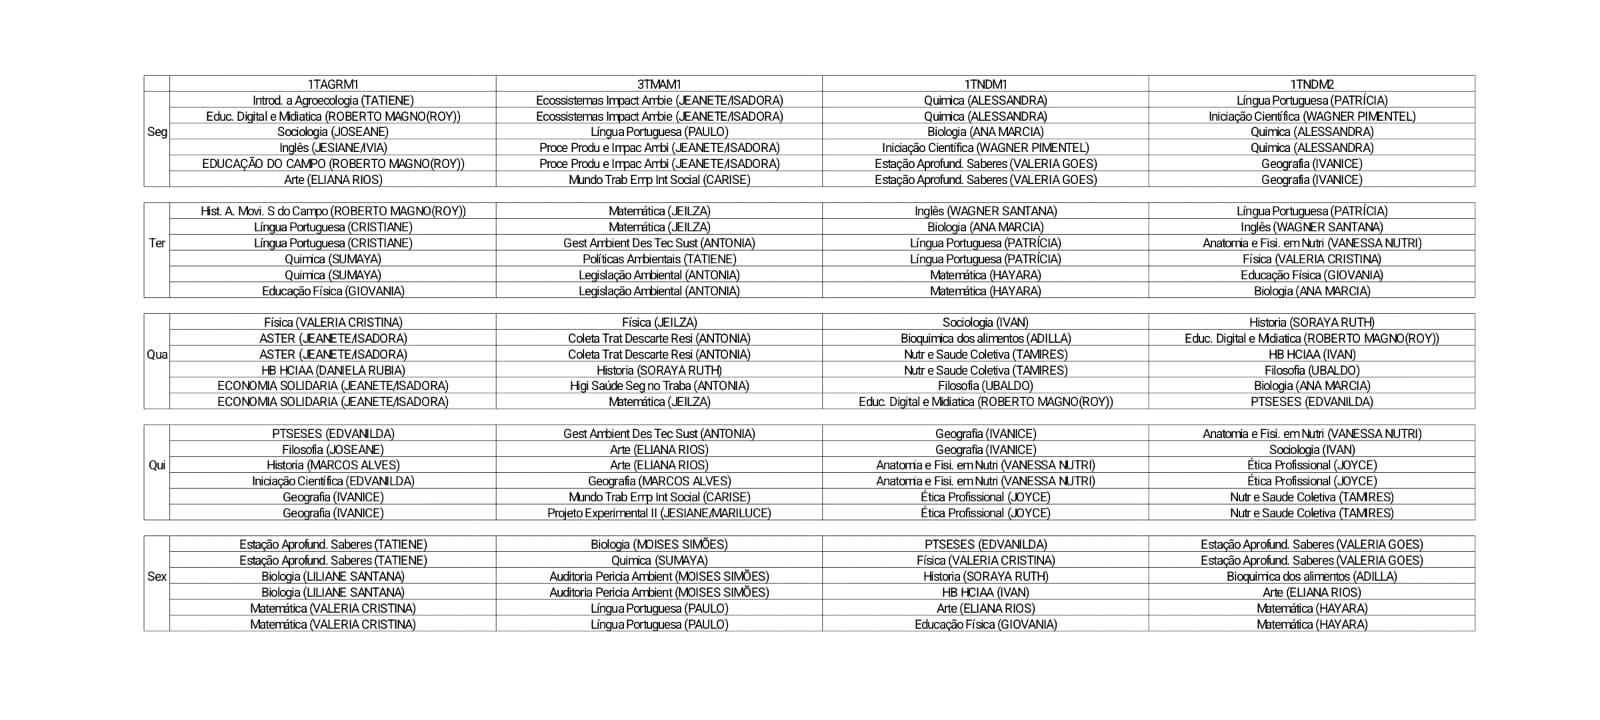 1TAGRM1 3TMAM1 1TNDM1 1TNDM2
Introd. a Agroecologia (TATIENE) Ecossistemas Impact Ambie (JEANETE/ISADORA) Quimica (ALESSANDRA) Língua Portuguesa (PATRÍCIA)
Educ. Digital e Midiatica (ROBERTO MAGNO(ROY)) Ecossistemas Impact Ambie (JEANETE/ISADORA) Quimica (ALESSANDRA) Iniciação Científica (WAGNER PIMENTEL)
Seg Sociologia (JOSEANE) Língua Portuguesa (PAULO) Biologia (ANA MARCIA) Quimica (ALESSANDRA)
Inglês (JESIANE/IVIA) Proce Produ e Impac Ambi (JEANETE/ISADORA) Iniciação Científica (WAGNER PIMENTEL) Quimica (ALESSANDRA)
EDUCAÇÃO DO CAMPO (ROBERTO MAGNO(ROY)) Proce Produ e Impac Ambi (JEANETE/ISADORA) Estação Aprofund. Saberes (VALERIA GOES) Geografia (IVANICE)
Arte (ELIANA RIOS) Mundo Trab Emp Int Social (CARISE) Estação Aprofund. Saberes (VALERIA GOES) Geografia (IVANICE)
Hist. A. Movi. S do Campo (ROBERTO MAGNO(ROY)) Matemática (JEILZA) Inglês (WAGNER SANTANA) Língua Portuguesa (PATRÍCIA)
Língua Portuguesa (CRISTIANE) Matemática (JEILZA) Biologia (ANA MARCIA) Inglês (WAGNER SANTANA)
Ter Língua Portuguesa (CRISTIANE) Gest Ambient Des Tec Sust (ANTONIA) Língua Portuguesa (PATRÍCIA) Anatomia e Fisi. em Nutri (VANESSA NUTRI)
Quimica (SUMAYA) Políticas Ambientais (TATIENE) Língua Portuguesa (PATRÍCIA) Física (VALERIA CRISTINA)
Quimica (SUMAYA) Legislação Ambiental (ANTONIA) Matemática (HAYARA) Educação Física (GIOVANIA)
Educação Física (GIOVANIA) Legislação Ambiental (ANTONIA) Matemática (HAYARA) Biologia (ANA MARCIA)
Física (VALERIA CRISTINA) Física (JEILZA) Sociologia (IVAN) Historia (SORAYA RUTH)
ASTER (JEANETE/ISADORA) Coleta Trat Descarte Resi (ANTONIA) Bioquimica dos alimentos (ADILLA) Educ. Digital e Midiatica (ROBERTO MAGNO(ROY))
Qua ASTER (JEANETE/ISADORA) Coleta Trat Descarte Resi (ANTONIA) Nutr e Saude Coletiva (TAMIRES) HB HCIAA (IVAN)
HB HCIAA (DANIELA RUBIA) Historia (SORAYA RUTH) Nutr e Saude Coletiva (TAMIRES) Filosofia (UBALDO)
ECONOMIA SOLIDARIA (JEANETE/ISADORA) Higi Saúde Seg no Traba (ANTONIA) Filosofia (UBALDO) Biologia (ANA MARCIA)
ECONOMIA SOLIDARIA (JEANETE/ISADORA) Matemática (JEILZA) Educ. Digital e Midiatica (ROBERTO MAGNO(ROY)) PTSESES (EDVANILDA)
PTSESES (EDVANILDA) Gest Ambient Des Tec Sust (ANTONIA) Geografia (IVANICE) Anatomia e Fisi. em Nutri (VANESSA NUTRI)
Filosofia (JOSEANE) Arte (ELIANA RIOS) Geografia (IVANICE) Sociologia (IVAN)
Qui Historia (MARCOS ALVES) Arte (ELIANA RIOS) Anatomia e Fisi. em Nutri (VANESSA NUTRI) Ética Profissional (JOYCE)
Iniciação Científica (EDVANILDA) Geografia (MARCOS ALVES) Anatomia e Fisi. em Nutri (VANESSA NUTRI) Ética Profissional (JOYCE)
Geografia (IVANICE) Mundo Trab Emp Int Social (CARISE) Ética Profissional (JOYCE) Nutr e Saude Coletiva (TAMIRES)
Geografia (IVANICE) Projeto Experimental II (JESIANE/MARILUCE) Ética Profissional (JOYCE) Nutr e Saude Coletiva (TAMIRES)
Estação Aprofund. Saberes (TATIENE) Biologia (MOISES SIMÕES) PTSESES (EDVANILDA) Estação Aprofund. Saberes (VALERIA GOES)
Estação Aprofund. Saberes (TATIENE) Quimica (SUMAYA) Física (VALERIA CRISTINA) Estação Aprofund. Saberes (VALERIA GOES)
Sex Biologia (LILIANE SANTANA) Auditoria Pericia Ambient (MOISES SIMÕES) Historia (SORAYA RUTH) Bioquimica dos alimentos (ADILLA)
Biologia (LILIANE SANTANA) Auditoria Pericia Ambient (MOISES SIMÕES) HB HCIAA (IVAN) Arte (ELIANA RIOS)
Matemática (VALERIA CRISTINA) Língua Portuguesa (PAULO) Arte (ELIANA RIOS) Matemática (HAYARA)
Matemática (VALERIA CRISTINA) Língua Portuguesa (PAULO) Educação Física (GIOVANIA) Matemática (HAYARA)